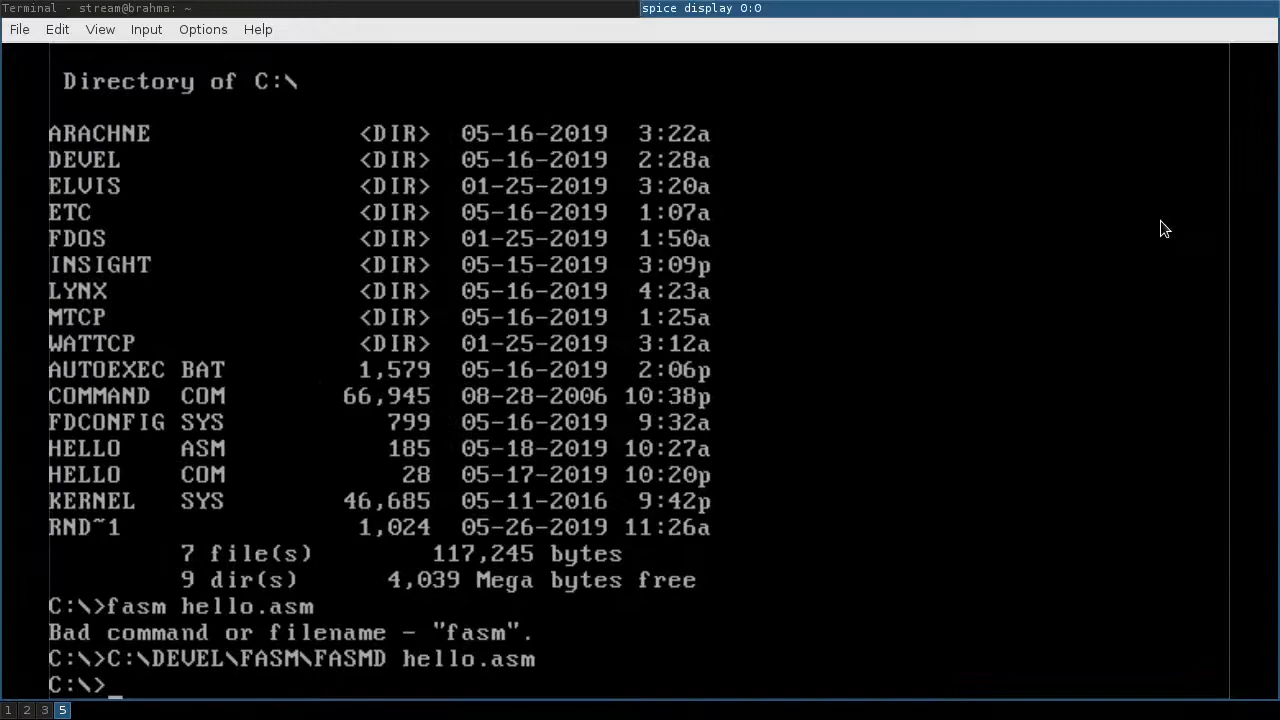 Terminal - stream@brahma: ~ spice display 0:0
File Edit View Input Options Help
Directory of C:\
ARACHNE <DIR> 05-16-2019 3:22a
DEVEL <DIR> 05-16-2019 2:28a
ELVIS <DIR> 01-25-2019 3:20a
ETC <DIR> 05-16-2019 1:07a
FDOS <DIR> 01-25-2019 1:50a
INSIGHT <DIR> 05-15-2019 3:09p
LYNX <DIR> 05-16-2019 4:23a
MTCP <DIR> 05-16-2019 1:25a
WATTCP <DIR> 01-25-2019 3:12a
AUTOEXEC BAT 1,579 05-16-2019 2:06p
COMMAND COM 66,945 08-28-2006 10:38p
FDCONFIG SYS 799 05-16-2019 9:32a
HELLO ASM 185 05-18-2019 10:27a
HELLO COM 28 05-17-2019 10:20p
KERNEL SYS 46,685 05-11-2016 9:42p
RND~1 1,024 05-26-2019 11:26a
7 file(s) 117,245 bytes
9 dir(s) 4,039 Mega bytes free
C:\>fasm hello.asm
Bad command or filename - "fasm".
C:\>C:\DEVEL\FASM\FASMD hello.asm
C:\>_
1 2 3 5